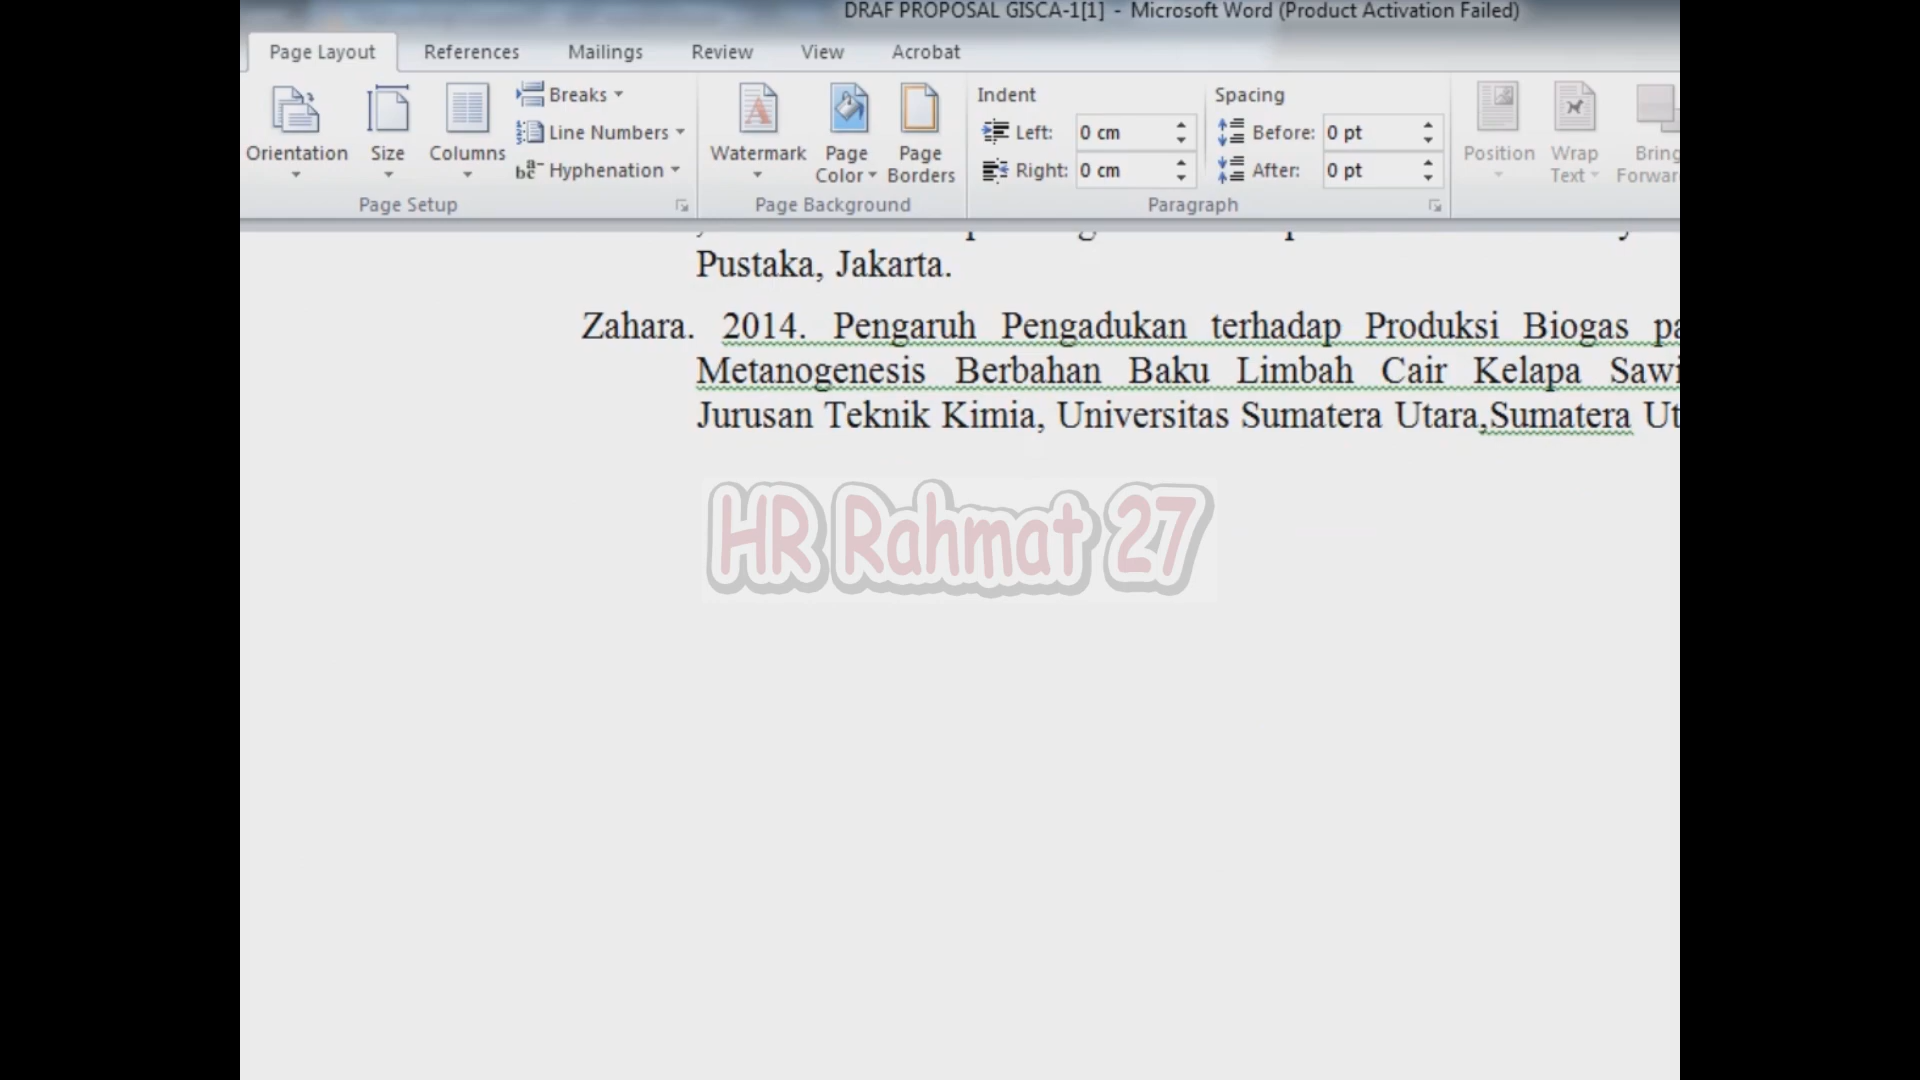 DRAF PROPOSAL GISCA-1[1] - Microsoft Word (Product Activation Failed)
Page Layout References Mailings Review View Acrobat
Orientation
Size
Columns
Breaks
Line Numbers
Hyphenation
Page Setup
Watermark
Page Color
Page Borders
Page Background
Indent
Left: 0 cm
Right: 0 cm
Spacing
Before: 0 pt
After: 0 pt
Paragraph
Position
Wrap Text
Bring
Pustaka, Jakarta.
Zahara. 2014. Pengaruh Pengadukan terhadap Produksi Biogas
Metanogenesis Berbahan Baku Limbah Cair Kelapa
Jurusan Teknik Kimia, Universitas Sumatera Utara,Sumatera
HR Rahmat 27